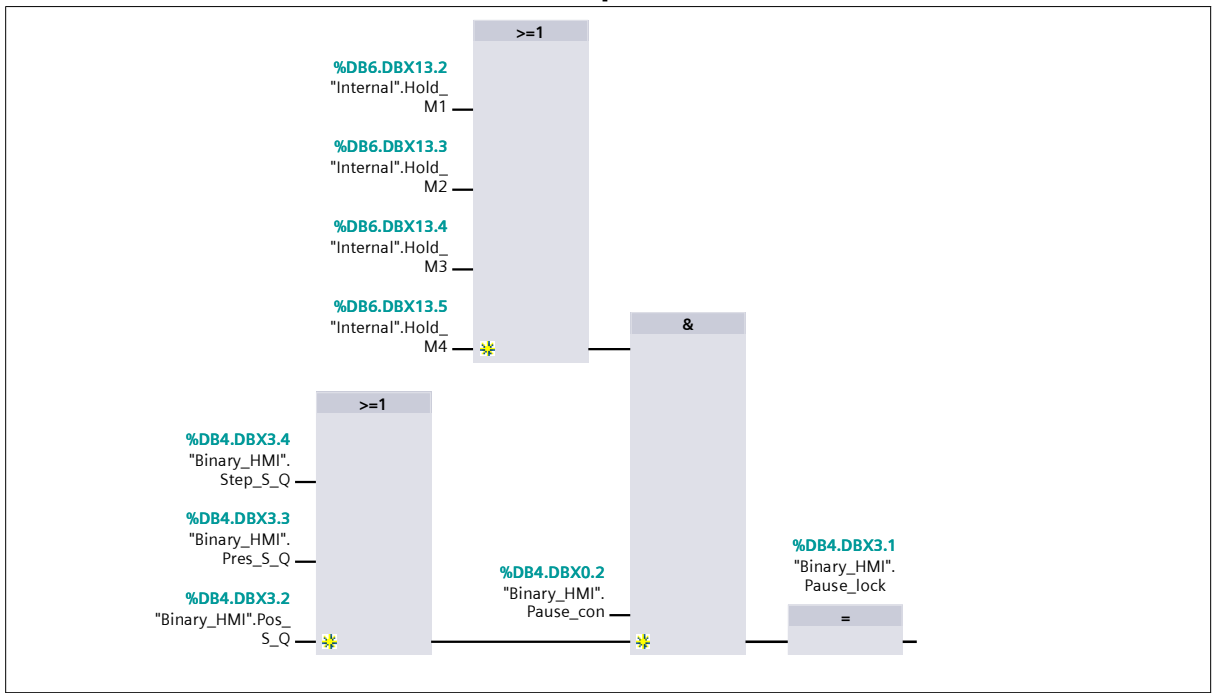 >=1
%DB6.DBX13.2
"Internal".Hold_
M1
%DB6.DBX13.3
"Internal".Hold_
M2
%DB6.DBX13.4
"Internal".Hold_
M3
%DB6.DBX13.5
"Internal".Hold_
M4
&
>=1
%DB4.DBX3.4
"Binary_HMI".
Step_S_Q
%DB4.DBX3.3
"Binary_HMI".
Pres_S_Q
%DB4.DBX3.2
"Binary_HMI".Pos_
S_Q
%DB4.DBX0.2
"Binary_HMI".
Pause_con
%DB4.DBX3.1
"Binary_HMI".
Pause_lock
=